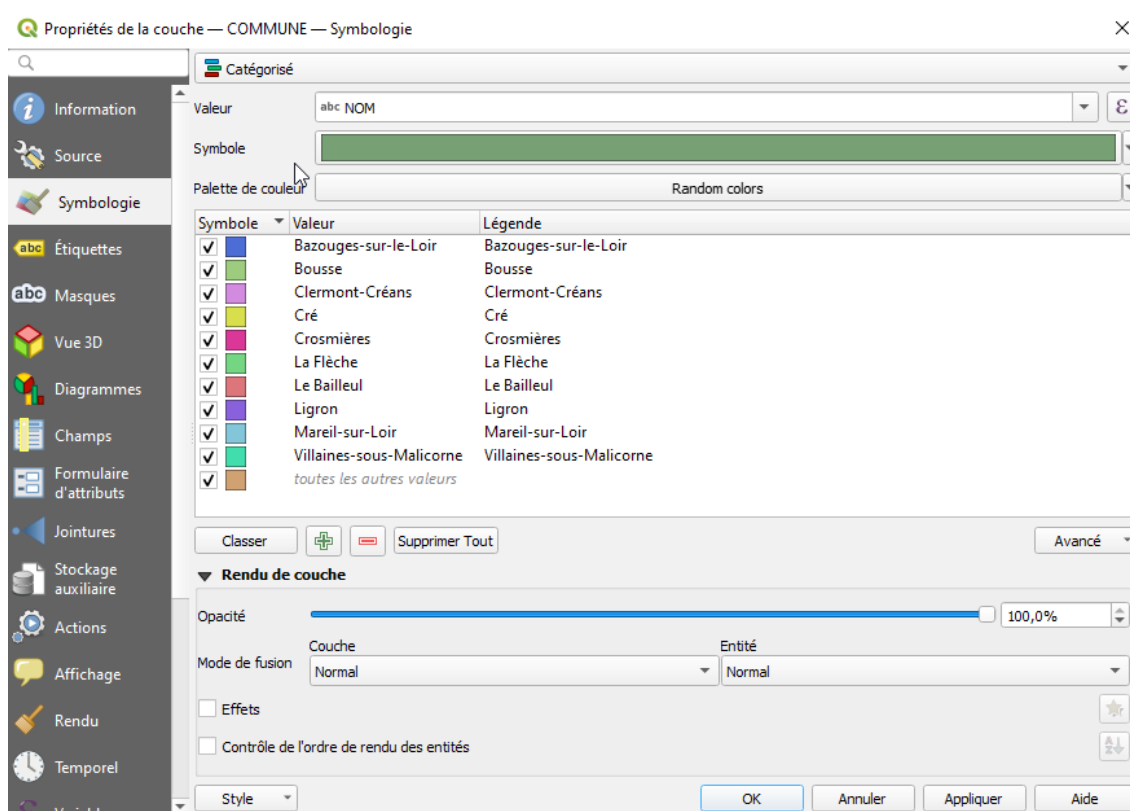 Propriétés de la couche — COMMUNE — Symbologie
Catégorisé
Information
Valeur abc NOM ε
Source
Symbole
Symbologie
Palette de couleur Random colors
Symbole Valeur Légende
abc Étiquettes
Bazouges-sur-le-Loir Bazouges-sur-le-Loir
Bousse Bousse
abc Masques
Clermont-Créans Clermont-Créans
Cré Cré
Vue 3D
Crosmières Crosmières
La Flèche La Flèche
Diagrammes
Le Bailleul Le Bailleul
Ligron Ligron
Champs
Mareil-sur-Loir Mareil-sur-Loir
Villaines-sous-Malicorne Villaines-sous-Malicorne
Formulaire
d'attributs
toutes les autres valeurs
Jointures
Classer Supprimer Tout Avancé
Stockage
auxiliaire
Rendu de couche
Actions
Opacité 100,0%
Couche Entité
Mode de fusion Normal Normal
Affichage
Effets
Rendu
Contrôle de l'ordre de rendu des entités
Temporel
Style OK Annuler Appliquer Aide